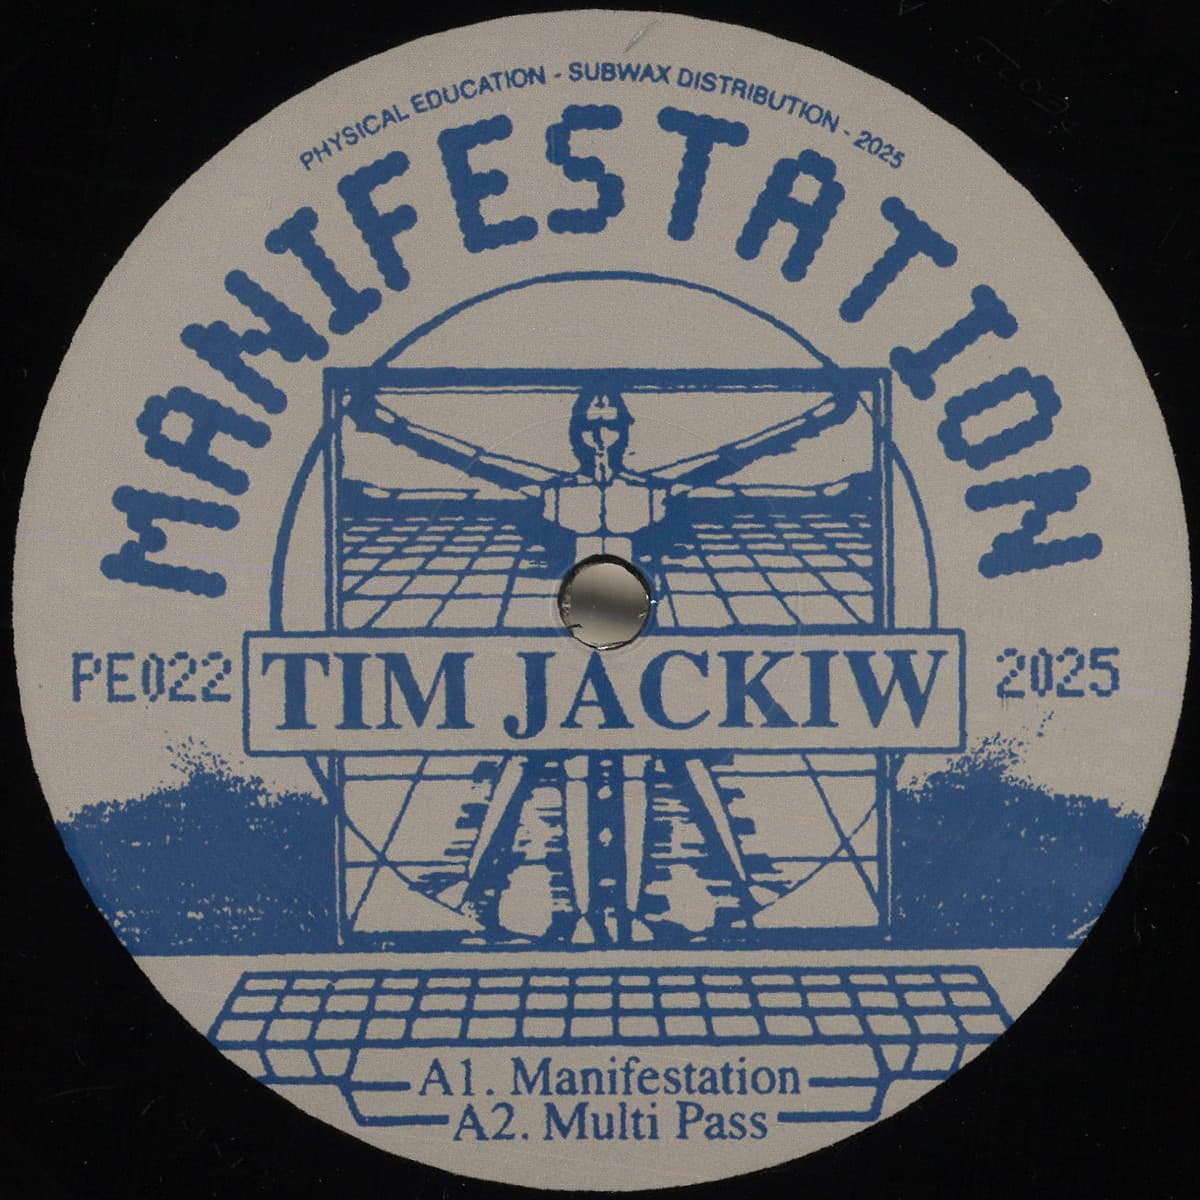 PHYSICAL EDUCATION - SUBWAX DISTRIBUTION - 2025
MANIFESTATION
PE022
TIM JACKIW
2025
A1. Manifestation
A2. Multi Pass